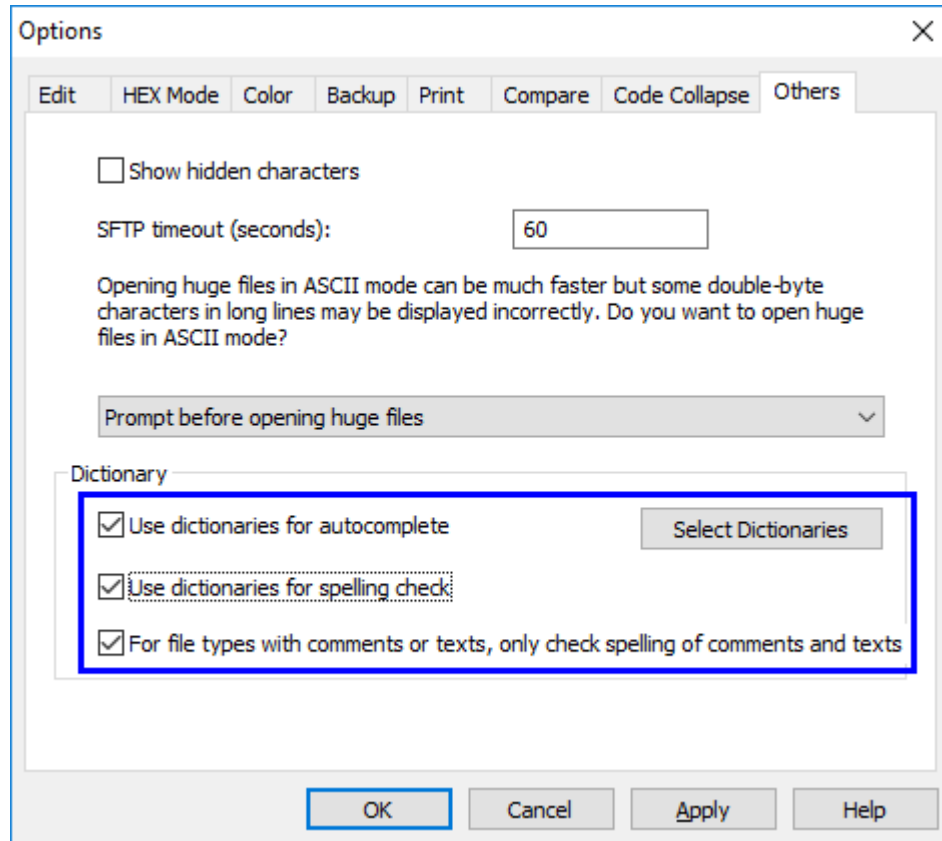 Options
Edit HEX Mode Color Backup Print Compare Code Collapse Others
Show hidden characters
SFTP timeout (seconds): 60
Opening huge files in ASCII mode can be much faster but some double-byte
characters in long lines may be displayed incorrectly. Do you want to open huge
files in ASCII mode?
Prompt before opening huge files
Dictionary
Use dictionaries for autocomplete Select Dictionaries
Use dictionaries for spelling check
For file types with comments or texts, only check spelling of comments and texts
OK Cancel Apply Help